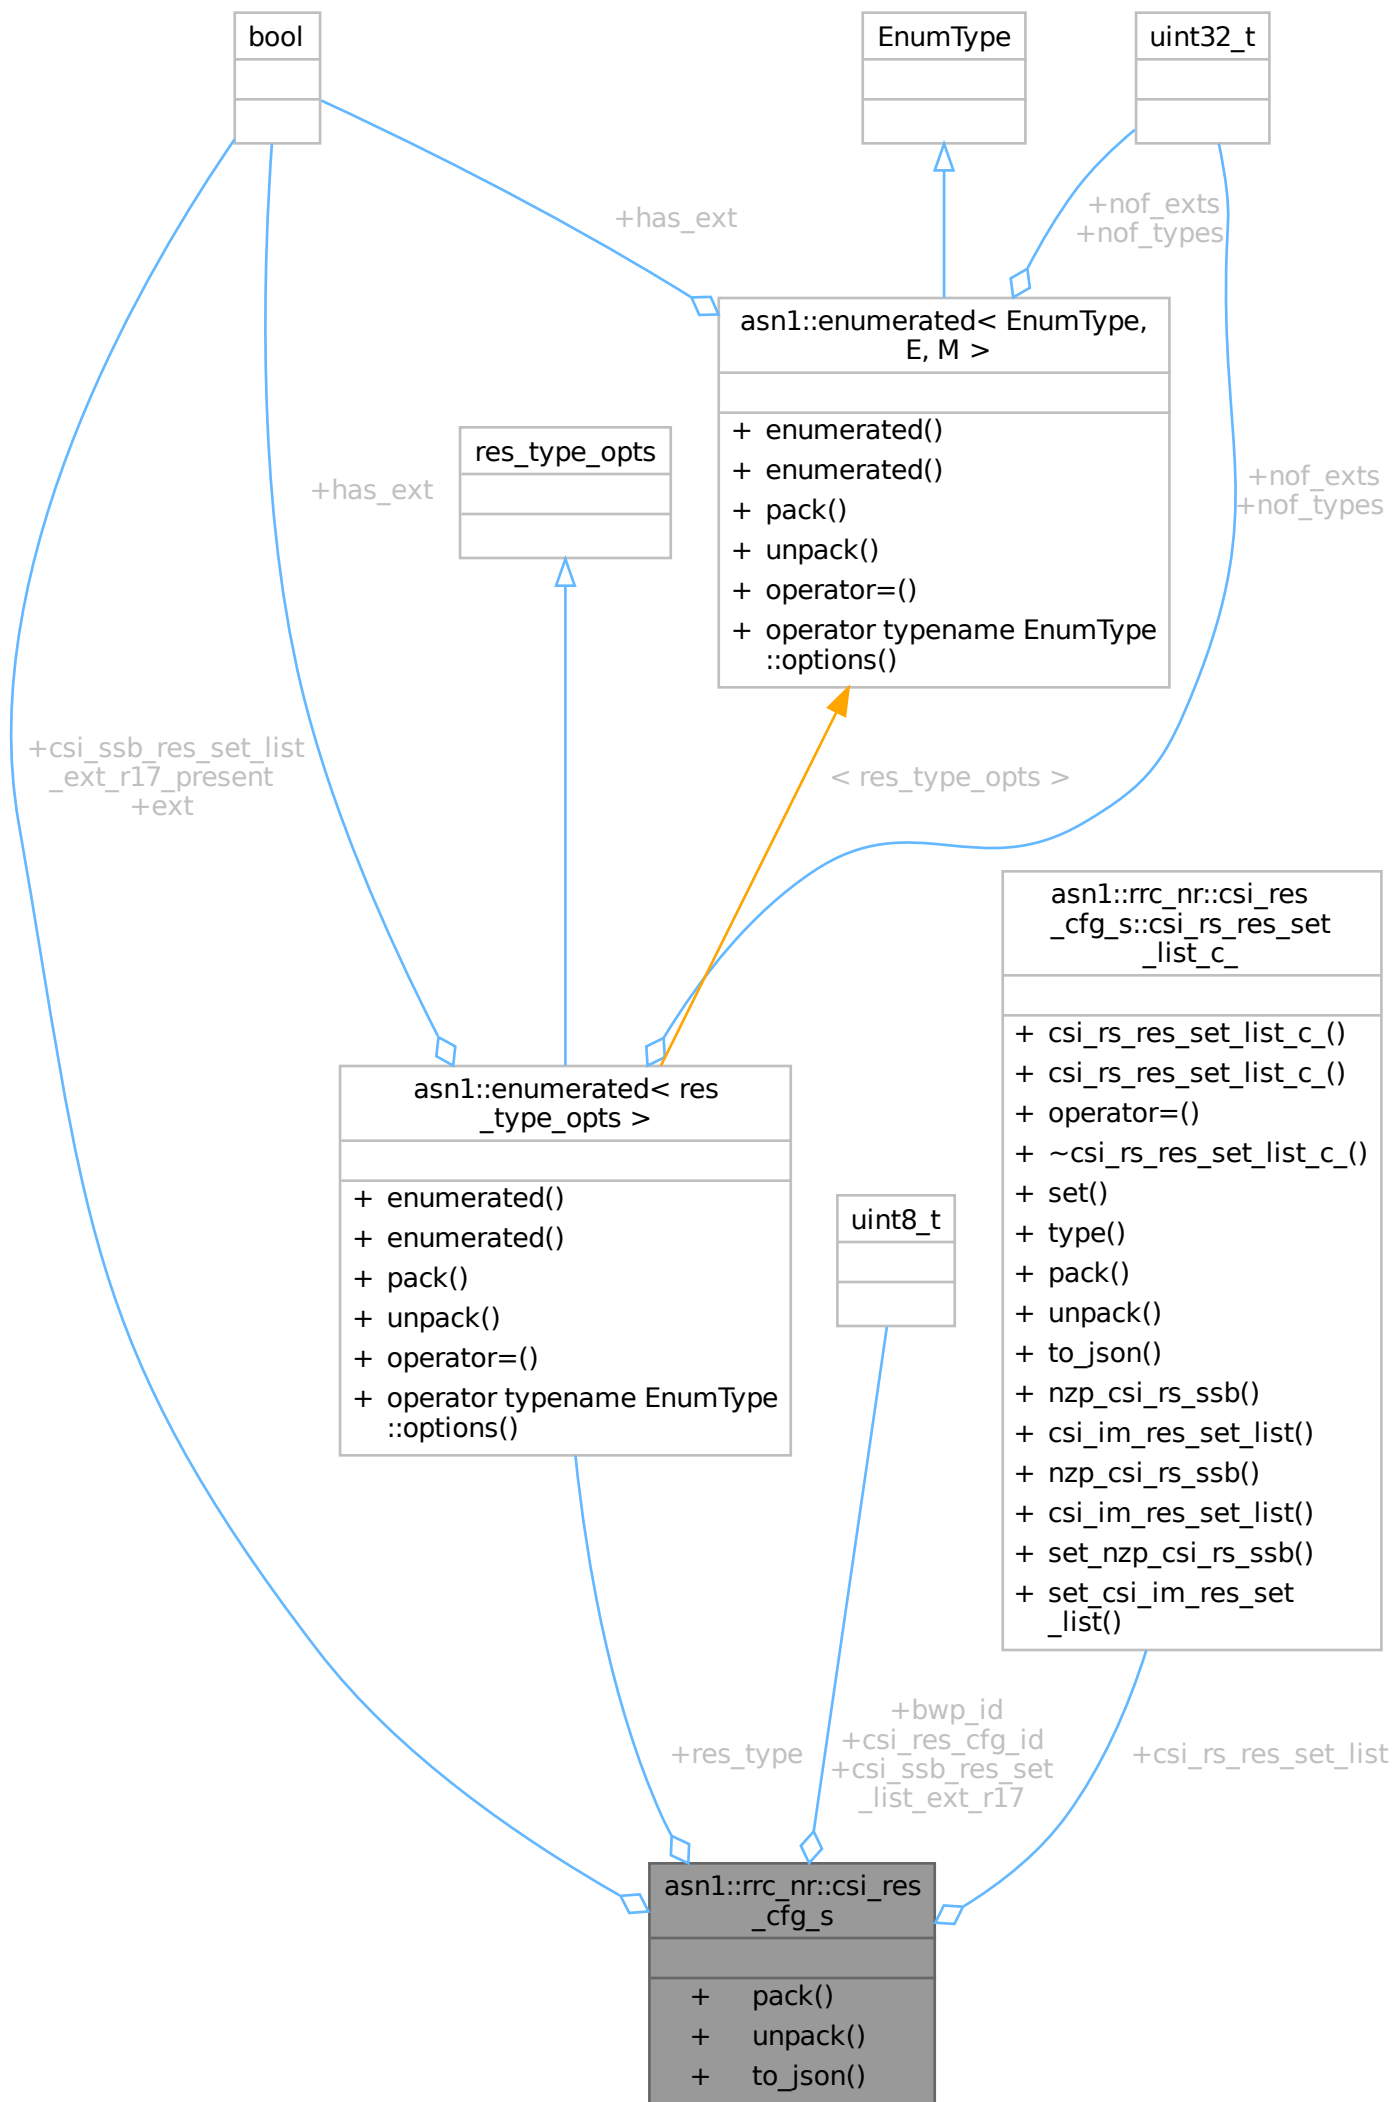 bool
EnumType
uint32_t
+has_ext
+nof_exts
+nof_types
asn1::enumerated< EnumType,
E, M >
+ enumerated()
+ enumerated()
+ pack()
+ unpack()
+ operator=()
+ operator typename EnumType
::options()
res_type_opts
+has_ext
+nof_exts
+nof_types
+csi_ssb_res_set_list
_ext_r17_present
+ext
< res_type_opts >
asn1::rrc_nr::csi_res
_cfg_s::csi_rs_res_set
_list_c_
+ csi_rs_res_set_list_c_()
+ csi_rs_res_set_list_c_()
+ operator=()
+ ~csi_rs_res_set_list_c_()
+ set()
+ type()
+ pack()
+ unpack()
+ to_json()
+ nzp_csi_rs_ssb()
+ csi_im_res_set_list()
+ nzp_csi_rs_ssb()
+ csi_im_res_set_list()
+ set_nzp_csi_rs_ssb()
+ set_csi_im_res_set
_list()
asn1::enumerated< res
_type_opts >
+ enumerated()
+ enumerated()
+ pack()
+ unpack()
+ operator=()
+ operator typename EnumType
::options()
uint8_t
+res_type
+bwp_id
+csi_res_cfg_id
+csi_ssb_res_set
_list_ext_r17
+csi_rs_res_set_list
asn1::rrc_nr::csi_res
_cfg_s
+ pack()
+ unpack()
+ to_json()